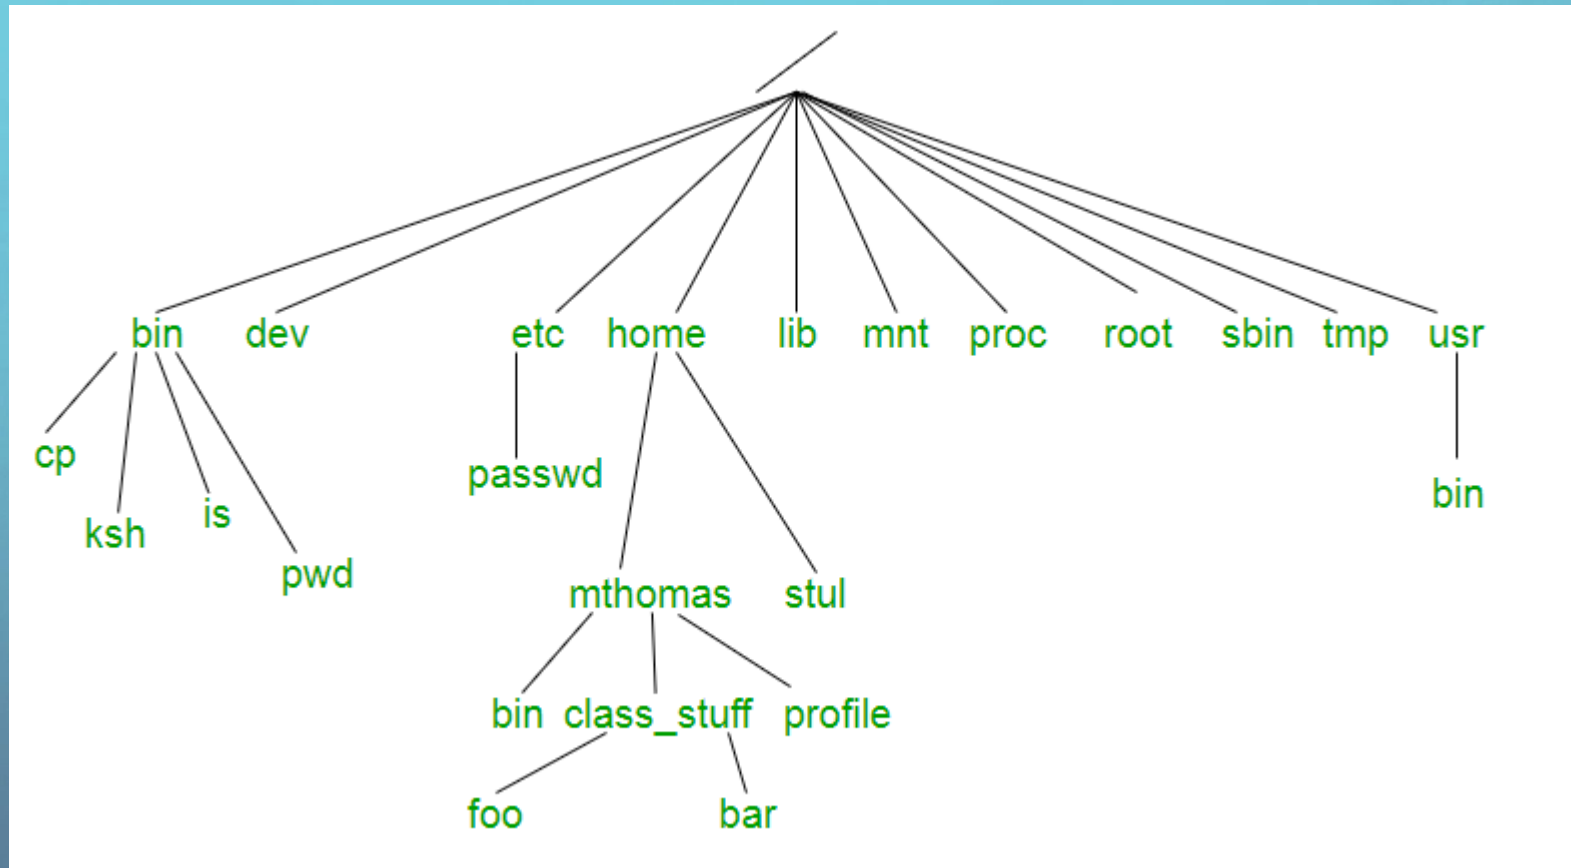 /
bin dev etc home lib mnt proc root sbin tmp usr
cp
passwd
bin
is
ksh
pwd
mthomas stul
bin class_stuff profile
foo bar